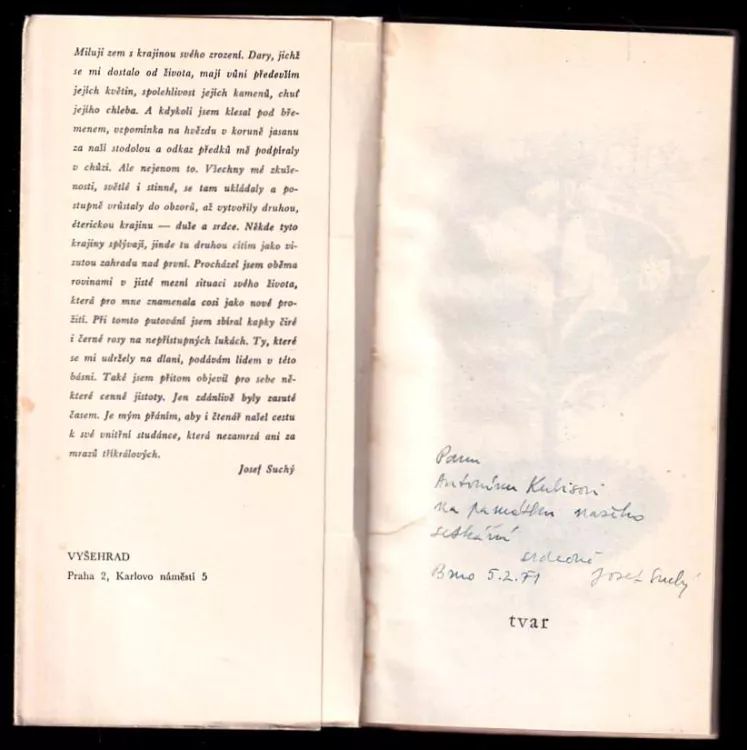 Miluji zem s krajinou svého zrození. Dary, jichž
se mi dostalo od života, mají vůni především
jejich květin, spolehlivost jejich kamenů, chuť
jejího chleba. A kdykoli jsem klesal pod bře-
menem, vzpomínka na hvězdu v koruně jasanu
za naší stodolou a odkaz předků mě podpíraly
v chůzi. Ale nejenom to. Všechny mé zkuše-
nosti, světlé i stinné, se tam ukládaly a po-
stupně vrůstaly do obzorů, až vytvořily druhou,
éterickou krajinu — duše a srdce. Někde tyto
krajiny splývají, jinde tu druhou cítím jako vi-
sutou zahradu nad první. Procházel jsem oběma
rovinami v jisté mezní situaci svého života,
která pro mne znamenala cosi jako nové pro-
žití. Při tomto putování jsem sbíral kapky čiré
i černé rosy na nepřístupných lukách. Ty, které
se mi udržely na dlani, podávám lidem v této
básni. Také jsem přitom objevil pro sebe ně-
které cenné jistoty. Jen zdánlivě byly zasuté
časem. Je mým přáním, aby i čtenář našel cestu
k své vnitřní studánce, která nezamrzá ani za
mrazů tříkrálových.
Josef Suchý
VYŠEHRAD
Praha 2, Karlovo náměstí 5
Panu
Antonínu Kubisovi
na památku našeho
setkání
srdečně
Brno 5.2.71 Josef Suchý
tvar